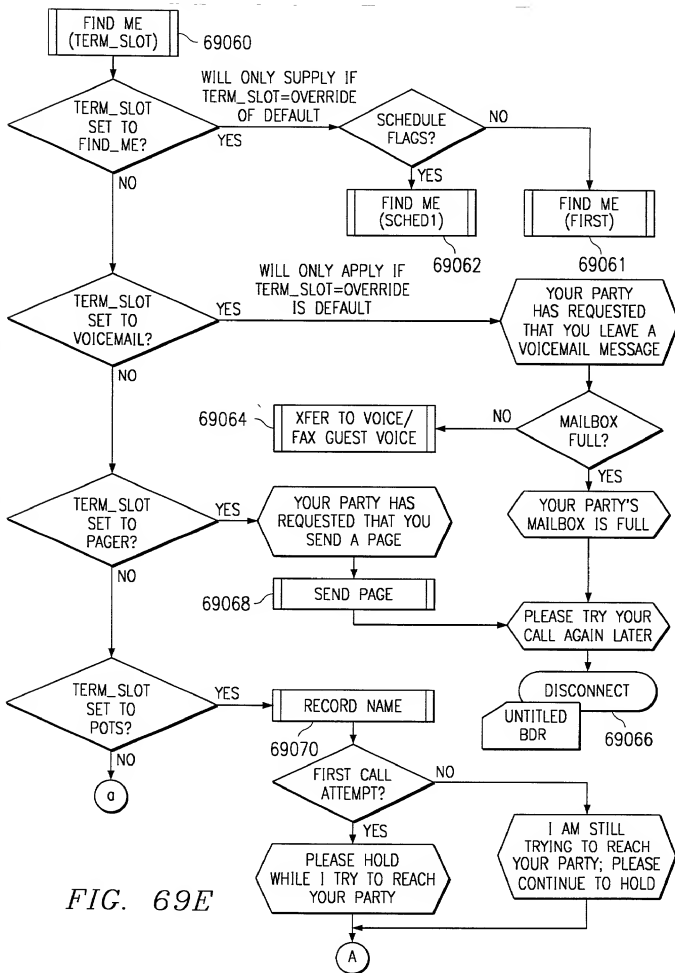 FIND ME
(TERM_SLOT)
69060
WILL ONLY SUPPLY IF
TERM_SLOT=OVERRIDE
OF DEFAULT
TERM_SLOT
SET TO
FIND_ME?
YES
NO
SCHEDULE
FLAGS?
NO
YES
FIND ME
(SCHED1)
69062
FIND ME
(FIRST)
69061
WILL ONLY APPLY IF
TERM_SLOT=OVERRIDE
IS DEFAULT
TERM_SLOT
SET TO
VOICEMAIL?
YES
NO
YOUR PARTY
HAS REQUESTED
THAT YOU LEAVE A
VOICEMAIL MESSAGE
MAILBOX
FULL?
NO
YES
69064
XFER TO VOICE/
FAX GUEST VOICE
YOUR PARTY'S
MAILBOX IS FULL
TERM_SLOT
SET TO
PAGER?
YES
NO
YOUR PARTY HAS
REQUESTED THAT YOU
SEND A PAGE
69068
SEND PAGE
PLEASE TRY YOUR
CALL AGAIN LATER
DISCONNECT
UNTITLED
BDR
69066
TERM_SLOT
SET TO
POTS?
YES
NO
a
RECORD NAME
69070
FIRST CALL
ATTEMPT?
NO
YES
PLEASE HOLD
WHILE I TRY TO REACH
YOUR PARTY
I AM STILL
TRYING TO REACH
YOUR PARTY; PLEASE
CONTINUE TO HOLD
A
FIG. 69E